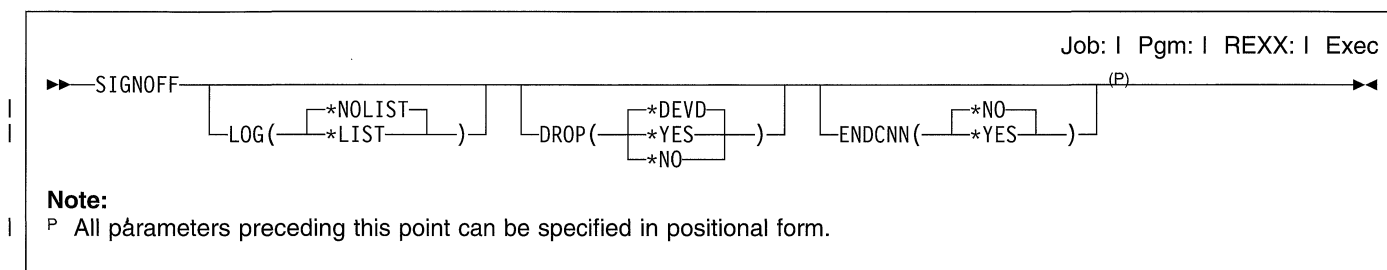 Job: I Pgm: I REXX: I Exec
SIGNOFF (P)
*NOLIST *DEVD *NO
LOG( *LIST ) DROP( *YES ) ENDCNN( *YES )
*NO
Note:
P All parameters preceding this point can be specified in positional form.